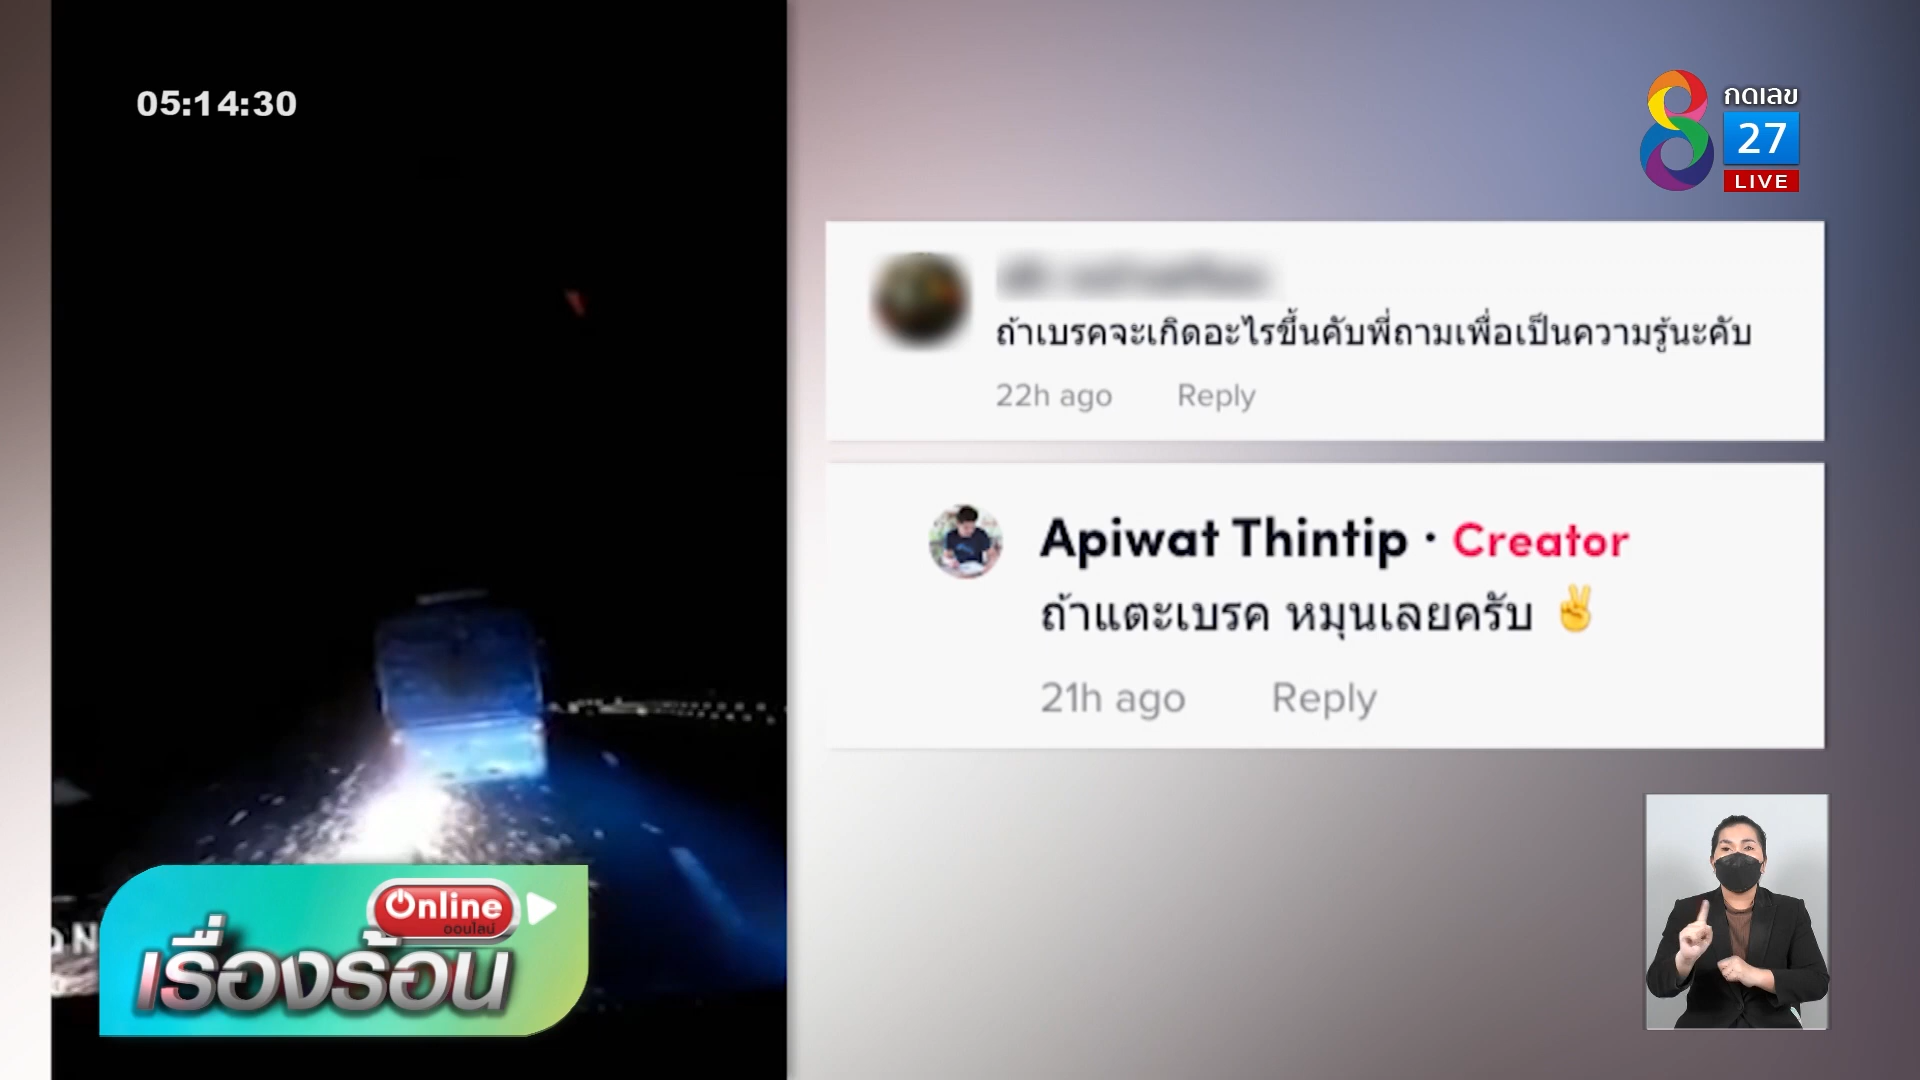 05:14:30
กดเลข
27
LIVE
ถ้าเบรคจะเกิดอะไรขึ้นคับพี่ถามเพื่อเป็นความรู้นะคับ
22h ago Reply
Apiwat Thintip · Creator
ถ้าแตะเบรค หมุนเลยครับ ✌️
21h ago Reply
Online
ออนไลน์
เรื่องร้อน